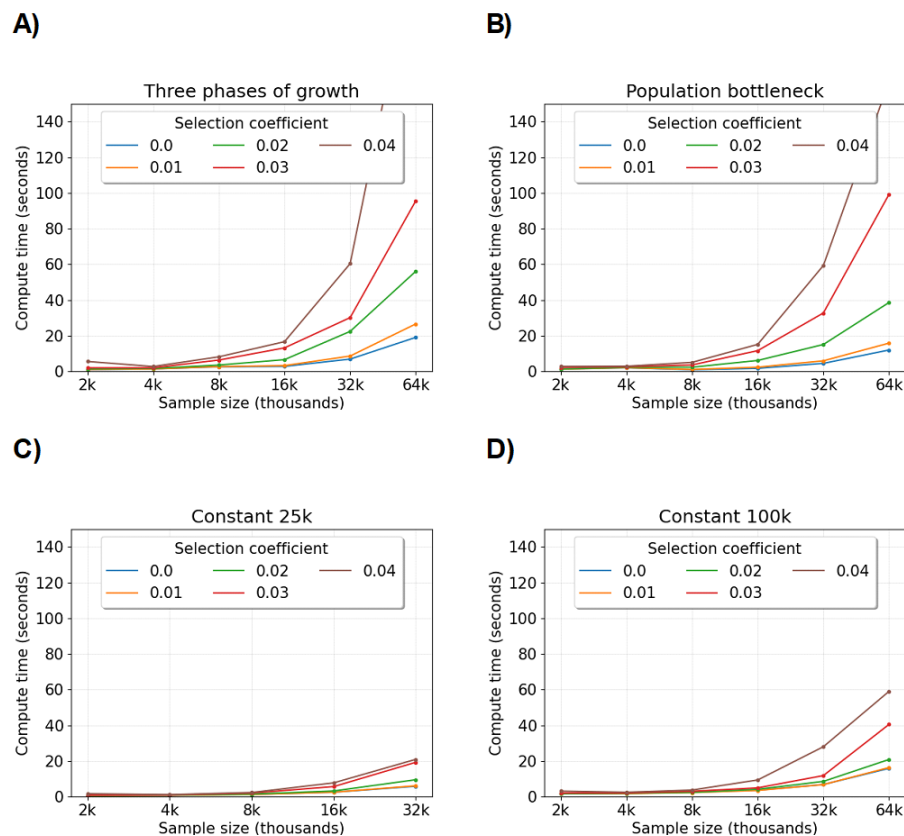 A)
B)
Three phases of growth
140
120
100
80
60
40
20
0
Compute time (seconds)
Selection coefficient
0.0 0.02 0.04
0.01 0.03
2k 4k 8k 16k 32k 64k
Sample size (thousands)
Population bottleneck
140
120
100
80
60
40
20
0
Compute time (seconds)
Selection coefficient
0.0 0.02 0.04
0.01 0.03
2k 4k 8k 16k 32k 64k
Sample size (thousands)
C)
D)
Constant 25k
140
120
100
80
60
40
20
0
Compute time (seconds)
Selection coefficient
0.0 0.02 0.04
0.01 0.03
2k 4k 8k 16k 32k
Sample size (thousands)
Constant 100k
140
120
100
80
60
40
20
0
Compute time (seconds)
Selection coefficient
0.0 0.02 0.04
0.01 0.03
2k 4k 8k 16k 32k 64k
Sample size (thousands)